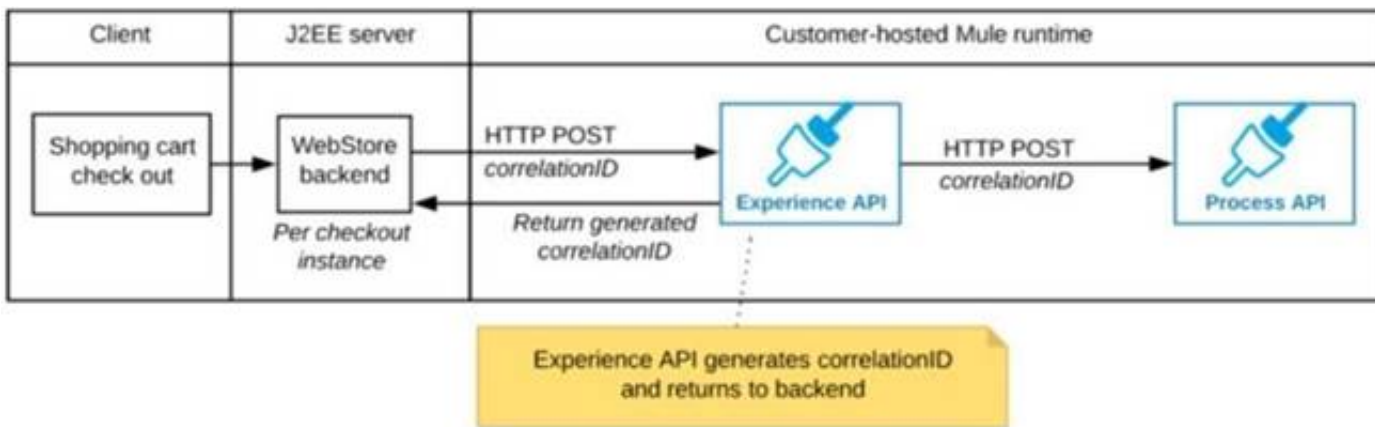 Client
J2EE server
Customer-hosted Mule runtime
Shopping cart
check out
WebStore
backend
Per checkout
instance
HTTP POST
correlationID
Return generated
correlationID
Experience API
HTTP POST
correlationID
Process API
Experience API generates correlationID
and returns to backend